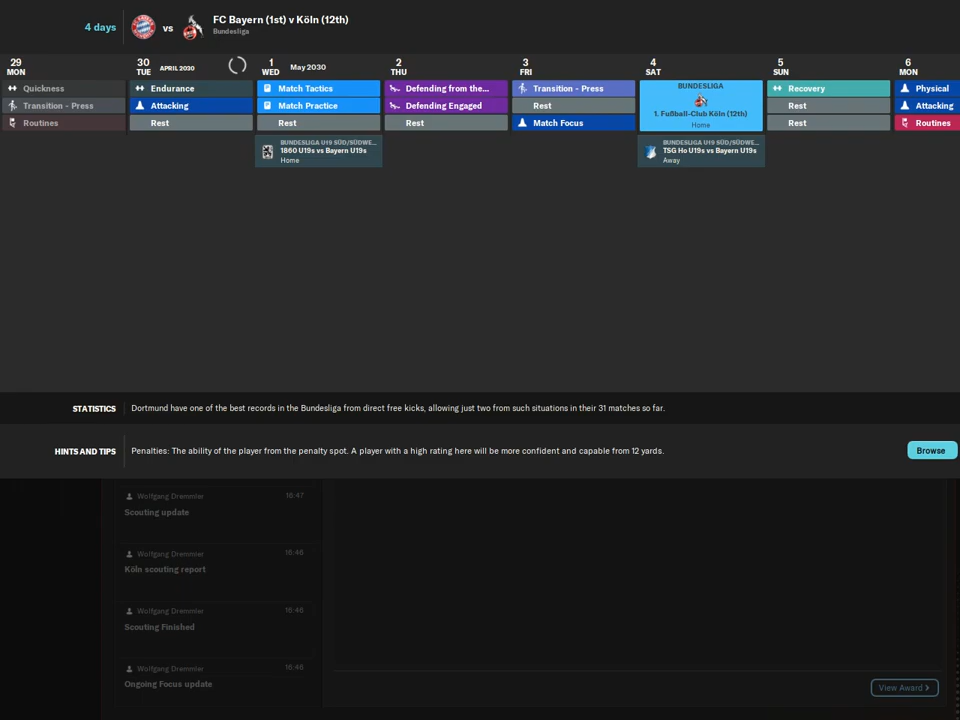 4 days
vs
FC Bayern (1st) v Köln (12th)
Bundesliga
29
MON
30
TUE
APRIL 2030
1
WED
May 2030
2
THU
3
FRI
4
SAT
5
SUN
6
MON
Quickness
Transition - Press
Routines
Endurance
Attacking
Rest
Match Tactics
Match Practice
Rest
Defending from the...
Defending Engaged
Rest
Transition - Press
Rest
Match Focus
BUNDESLIGA
1. Fußball-Club Köln (12th)
Home
Recovery
Rest
Rest
Physical
Attacking
Routines
BUNDESLIGA U19 SÜD/SÜDWE...
1860 U19s vs Bayern U19s
Home
BUNDESLIGA U19 SÜD/SÜDWE...
TSG Ho U19s vs Bayern U19s
Away
STATISTICS
Dortmund have one of the best records in the Bundesliga from direct free kicks, allowing just two from such situations in their 31 matches so far.
HINTS AND TIPS
Penalties: The ability of the player from the penalty spot. A player with a high rating here will be more confident and capable from 12 yards.
Browse
Wolfgang Dremmler
16:47
Scouting update
Wolfgang Dremmler
16:46
Köln scouting report
Wolfgang Dremmler
16:46
Scouting Finished
Wolfgang Dremmler
16:46
Ongoing Focus update
View Award >